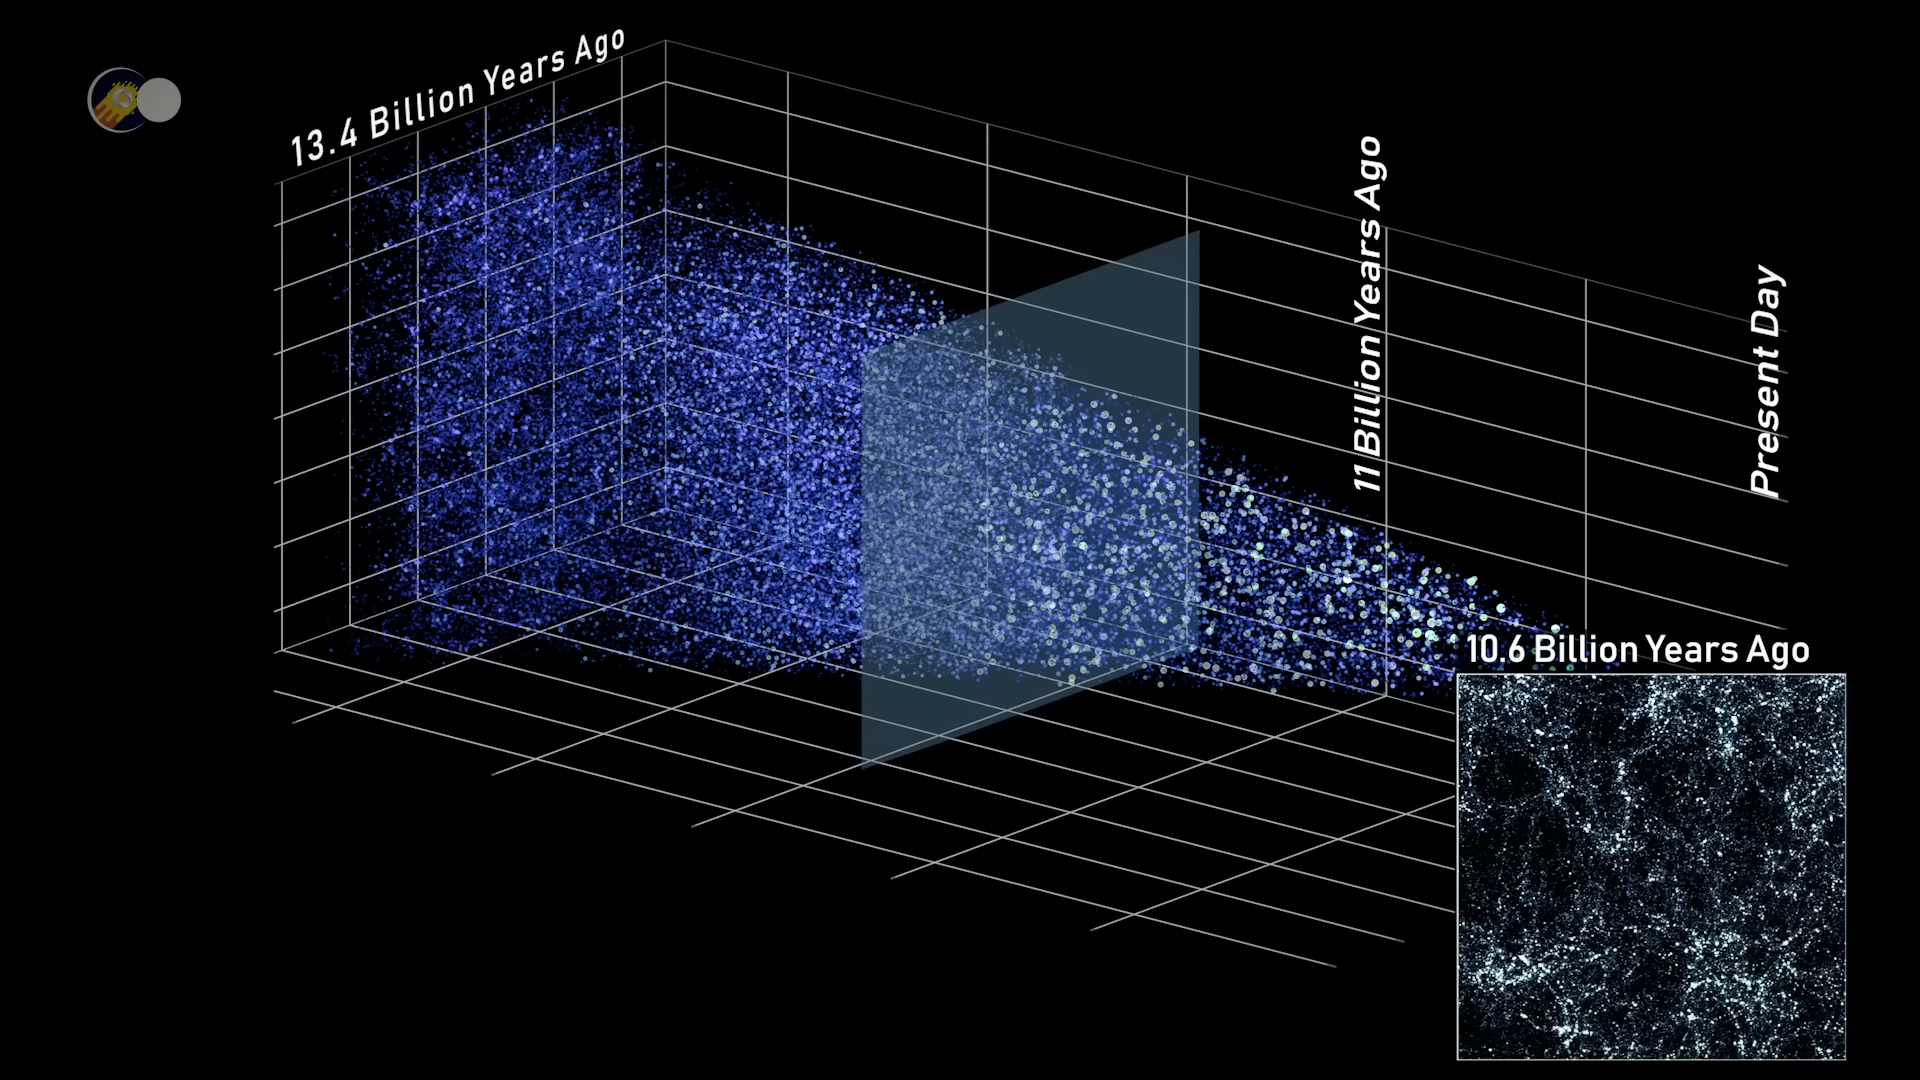 13.4 Billion Years Ago
11 Billion Years Ago
Present Day
10.6 Billion Years Ago